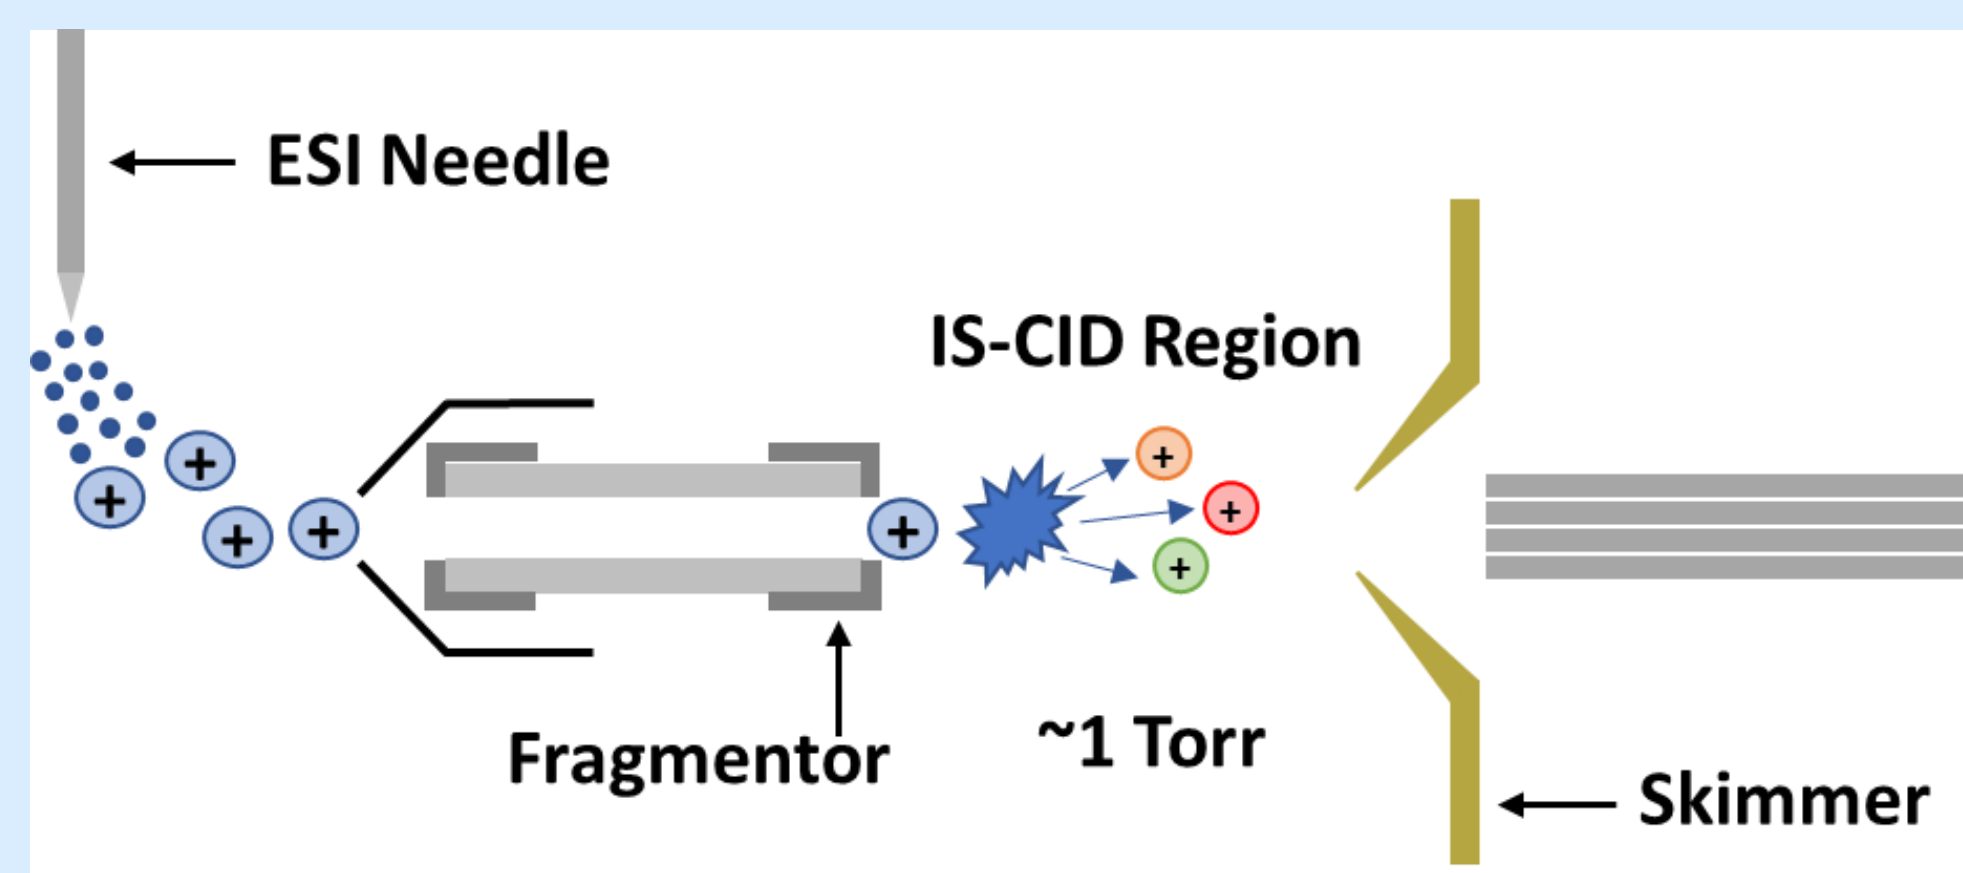 ESI Needle
IS-CID Region
+
+
+
+
+
+
+
+
Fragmentor
~1 Torr
Skimmer